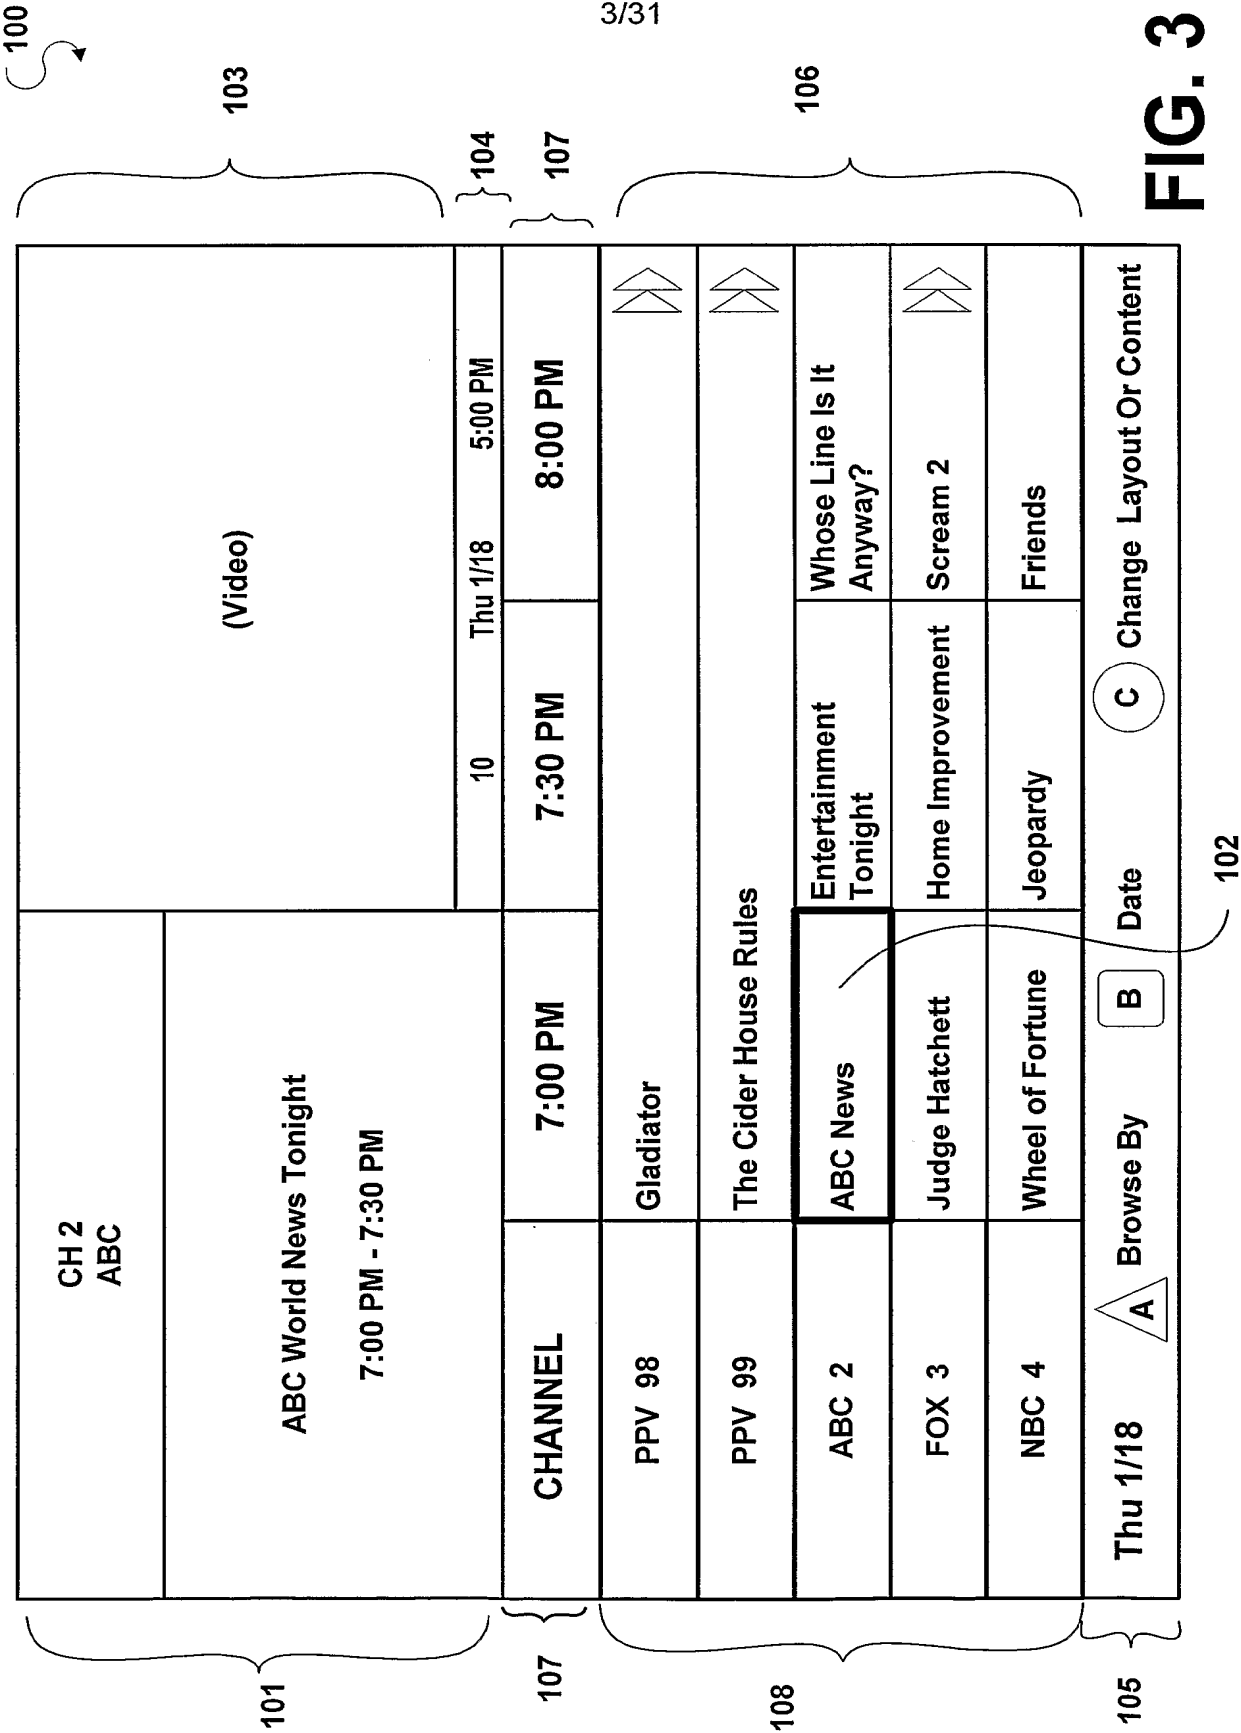 3/31
100
101
103
CH 2
ABC
(Video)
ABC World News Tonight
7:00 PM - 7:30 PM
10 Thu 1/18 5:00 PM
104
107
CHANNEL 7:00 PM 7:30 PM 8:00 PM
107
108
PPV 98 Gladiator
106
PPV 99 The Cider House Rules
ABC 2 ABC News Entertainment Tonight Whose Line Is It Anyway?
FOX 3 Judge Hatchett Home Improvement Scream 2
NBC 4 Wheel of Fortune Jeopardy Friends
105
Thu 1/18 A Browse By B Date C Change Layout Or Content
102
FIG. 3